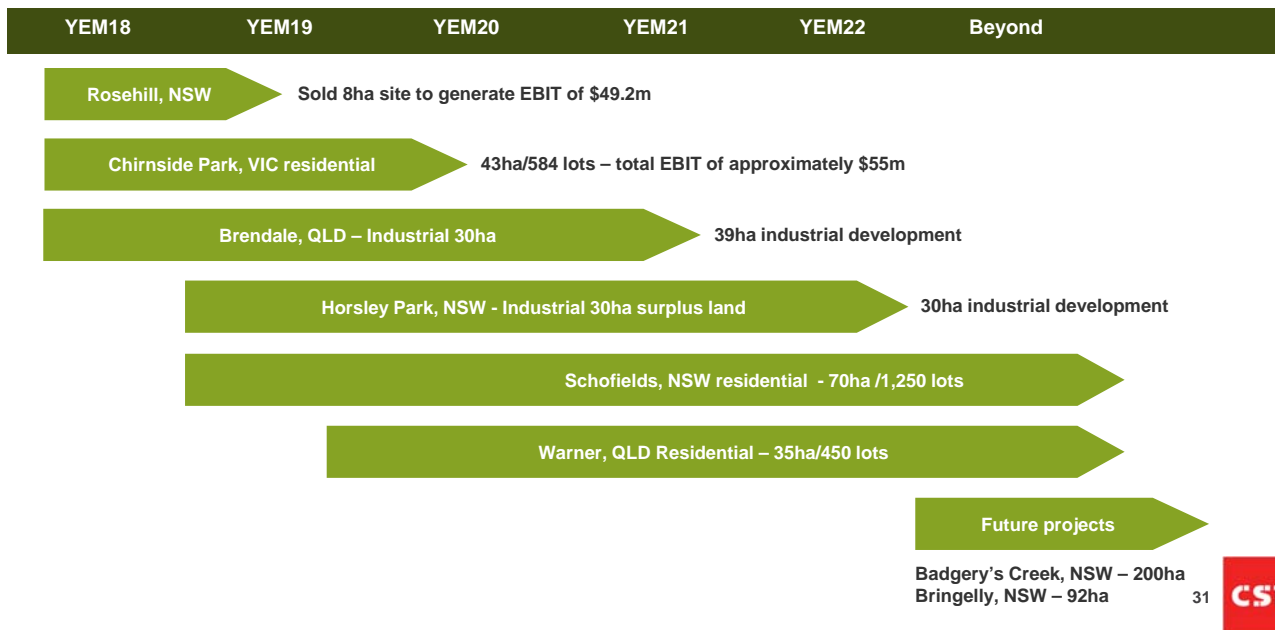 YEM18 YEM19 YEM20 YEM21 YEM22 Beyond
Rosehill, NSW
Sold 8ha site to generate EBIT of $49.2m
Chirnside Park, VIC residential
43ha/584 lots – total EBIT of approximately $55m
Brendale, QLD – Industrial 30ha
39ha industrial development
Horsley Park, NSW - Industrial 30ha surplus land
30ha industrial development
Schofields, NSW residential - 70ha /1,250 lots
Warner, QLD Residential – 35ha/450 lots
Future projects
Badgery's Creek, NSW – 200ha
Bringelly, NSW – 92ha
31